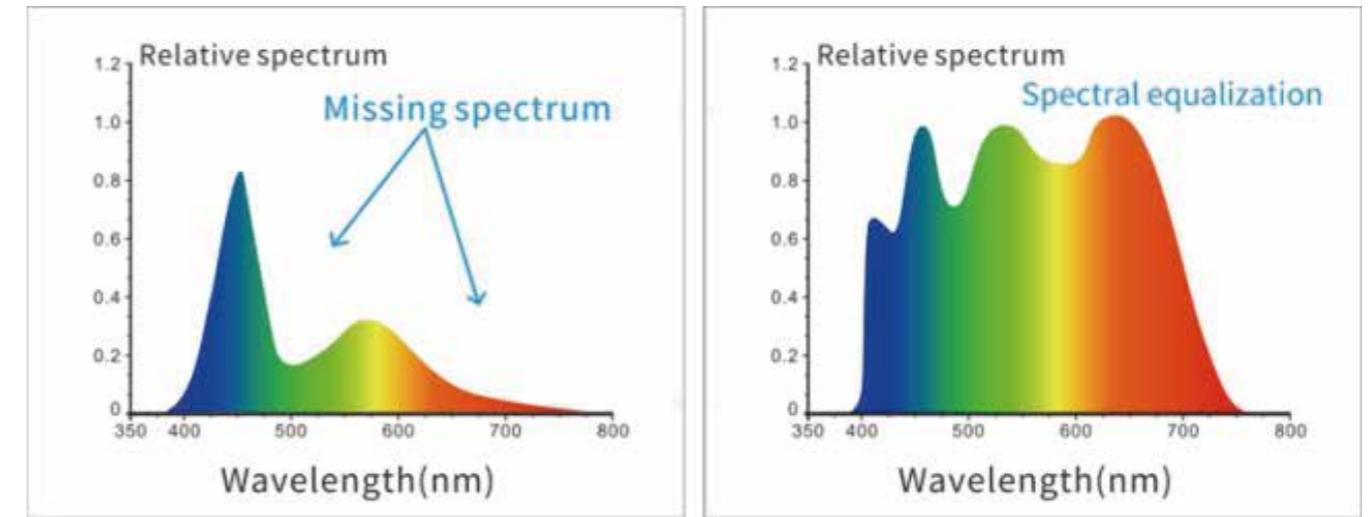 Relative spectrum
Missing spectrum
1.2
1.0
0.8
0.6
0.4
0.2
0
350 400 500 600 700 800
Wavelength(nm)
Relative spectrum
Spectral equalization
1.2
1.0
0.8
0.6
0.4
0.2
0
350 400 500 600 700 800
Wavelength(nm)